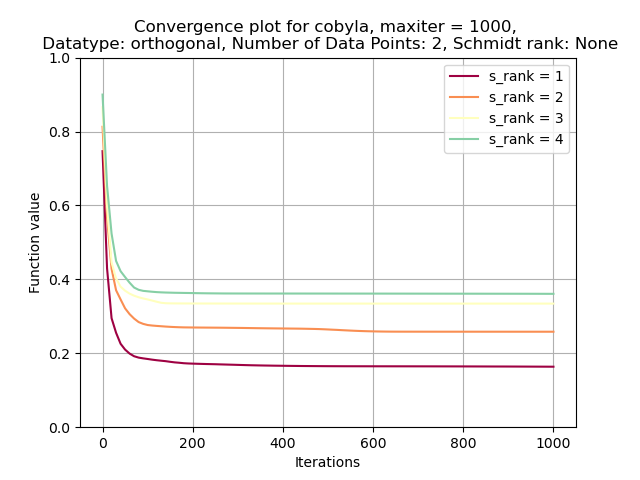 Convergence plot for cobyla, maxiter = 1000,
Datatype: orthogonal, Number of Data Points: 2, Schmidt rank: None
1.0
0.8
0.6
0.4
0.2
0.0
Function value
s_rank = 1
s_rank = 2
s_rank = 3
s_rank = 4
0 200 400 600 800 1000
Iterations